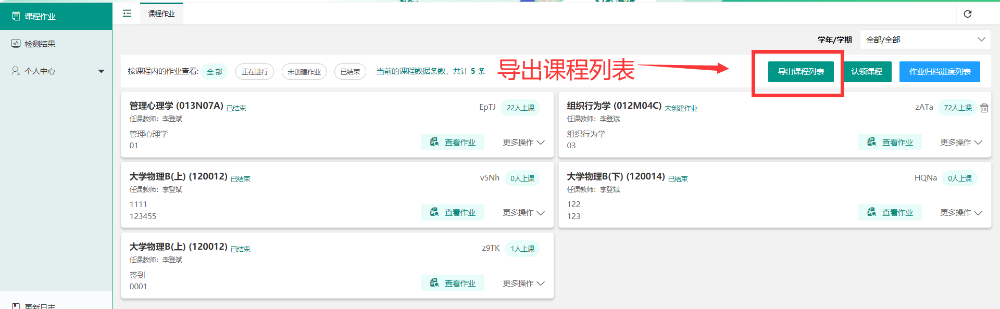 课程作业
检测结果
个人中心
更新日志
课程作业
学年/学期 全部/全部
按课程内的作业查看: 全 部 正在进行 未创建作业 已结束 当前的课程数据条数，共计 5 条
导出课程列表
导出课程列表 认领课程 作业归档进度列表
管理心理学 (013N07A) 已结束 EpTJ 22人上课
任课教师：李登斌
管理心理学
01
查看作业 更多操作
组织行为学 (012M04C) 未创建作业 zATa 72人上课
任课教师：李登斌
组织行为学
03
查看作业 更多操作
大学物理B(上) (120012) 已结束 v5Nh 0人上课
任课教师：李登斌
1111
123455
查看作业 更多操作
大学物理B(下) (120014) 已结束 HQNa 0人上课
任课教师：李登斌
122
123
查看作业 更多操作
大学物理B(上) (120012) 已结束 z9TK 1人上课
任课教师：李登斌
签到
0001
查看作业 更多操作